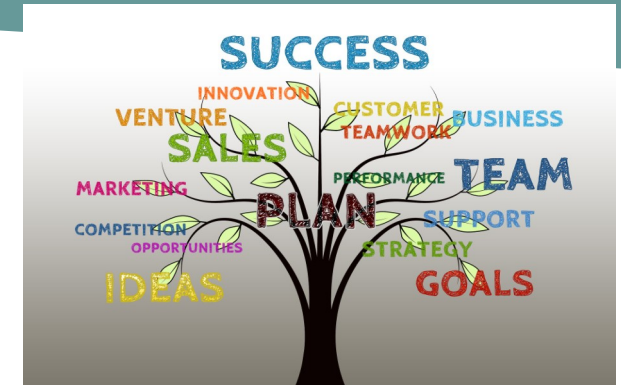 SUCCESS
INNOVATION
CUSTOMER
VENTURE
BUSINESS
TEAMWORK
SALES
PERFORMANCE
TEAM
MARKETING
PLAN
SUPPORT
COMPETITION
OPPORTUNITIES
STRATEGY
IDEAS
GOALS